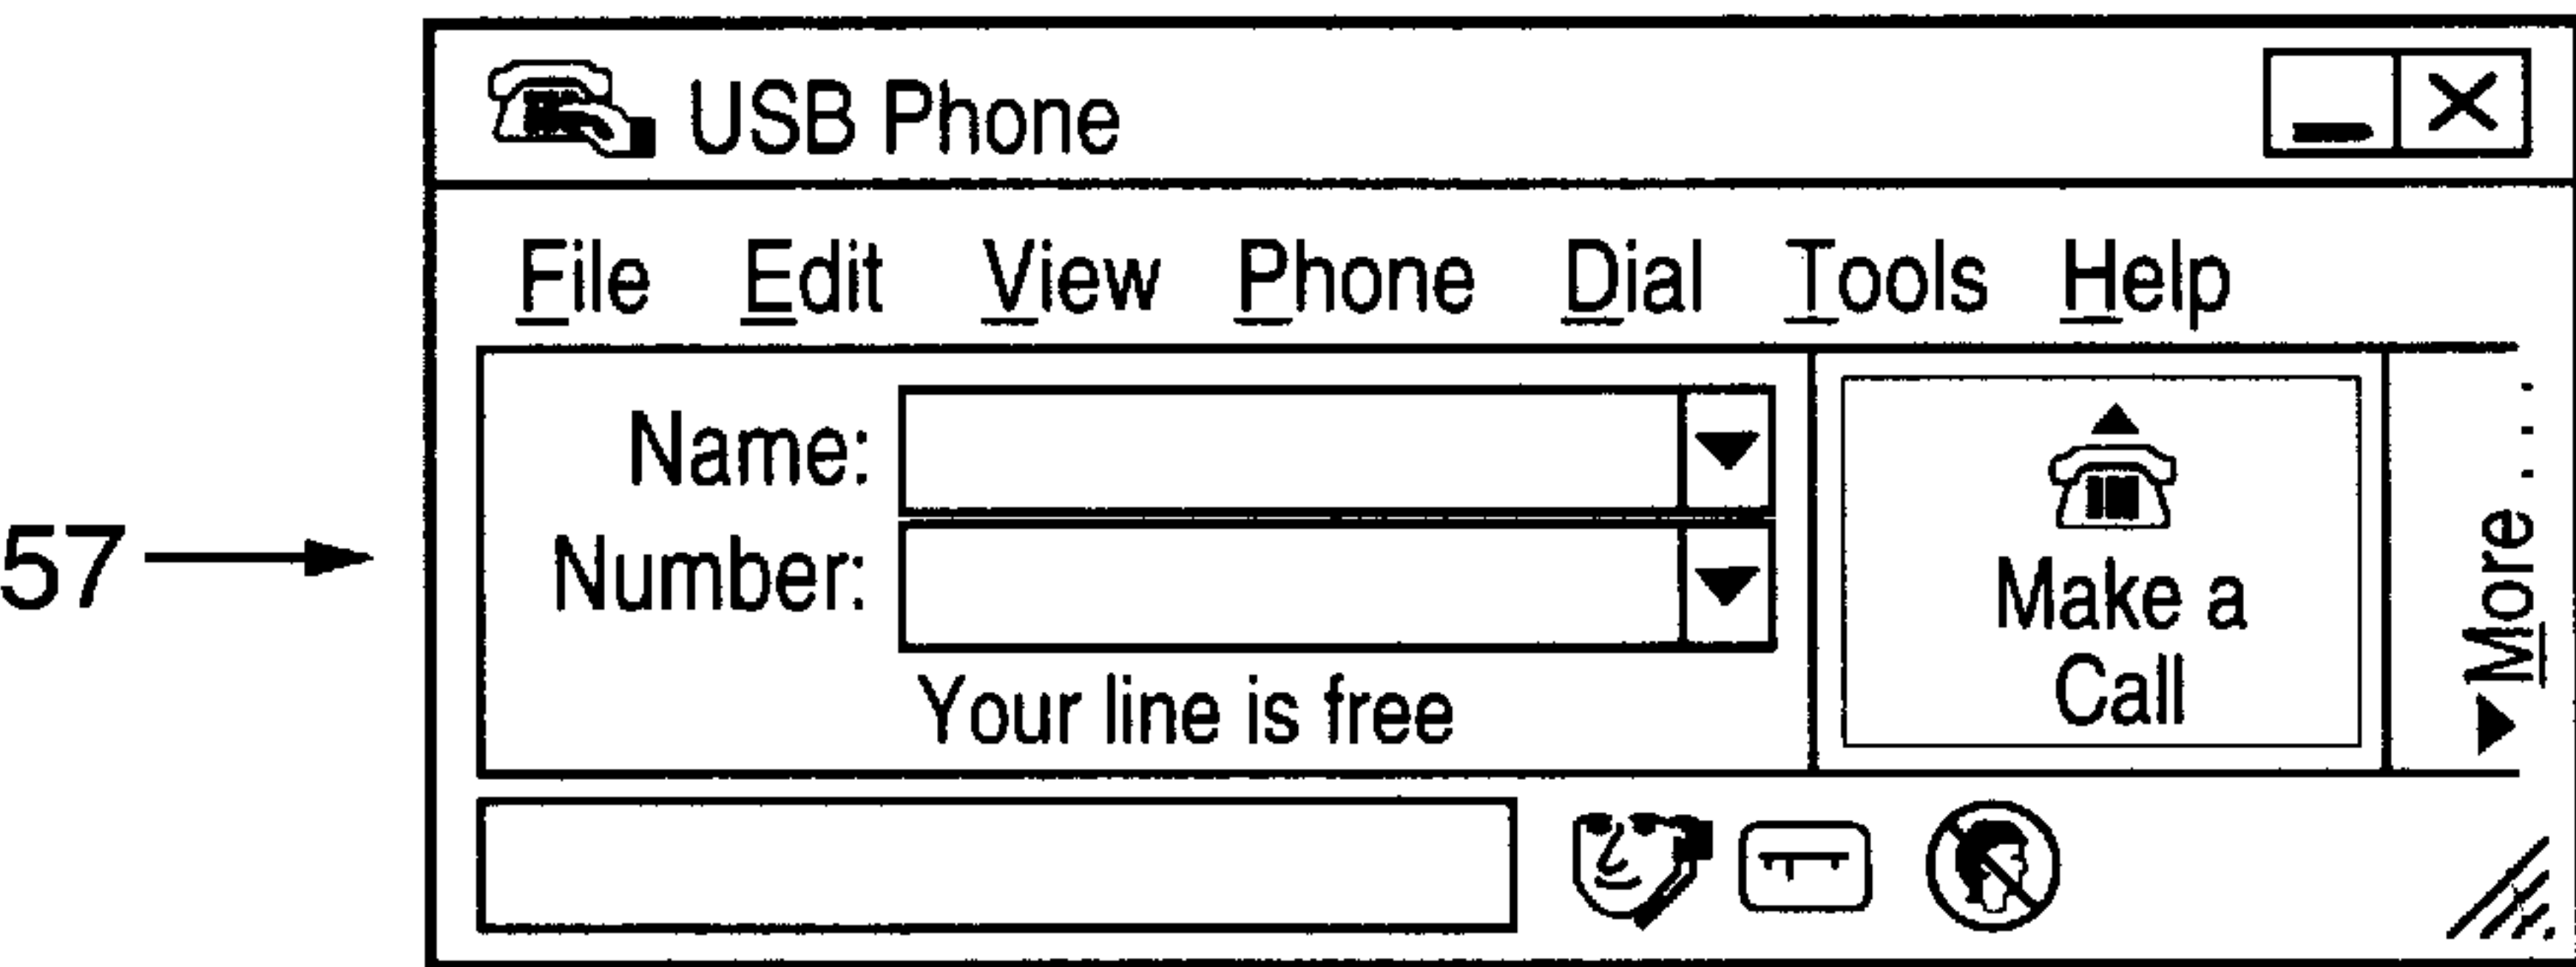 USB Phone
File Edit View Phone Dial Tools Help
Name:
Number:
Your line is free
Make a
Call
More ...
57